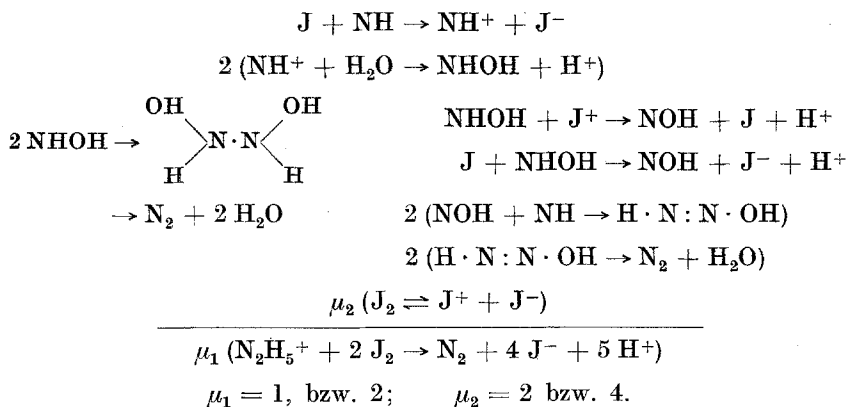 J + NH → NH⁺ + J⁻
2 (NH⁺ + H₂O → NHOH + H⁺)
OH OH
2 NHOH → N · N
H H
→ N₂ + 2 H₂O
NHOH + J⁺ → NOH + J + H⁺
J + NHOH → NOH + J⁻ + H⁺
2 (NOH + NH → H · N : N · OH)
2 (H · N : N · OH → N₂ + H₂O)
μ₂ (J₂ ⇌ J⁺ + J⁻)
μ₁ (N₂H₅⁺ + 2 J₂ → N₂ + 4 J⁻ + 5 H⁺)
μ₁ = 1, bzw. 2; μ₂ = 2 bzw. 4.